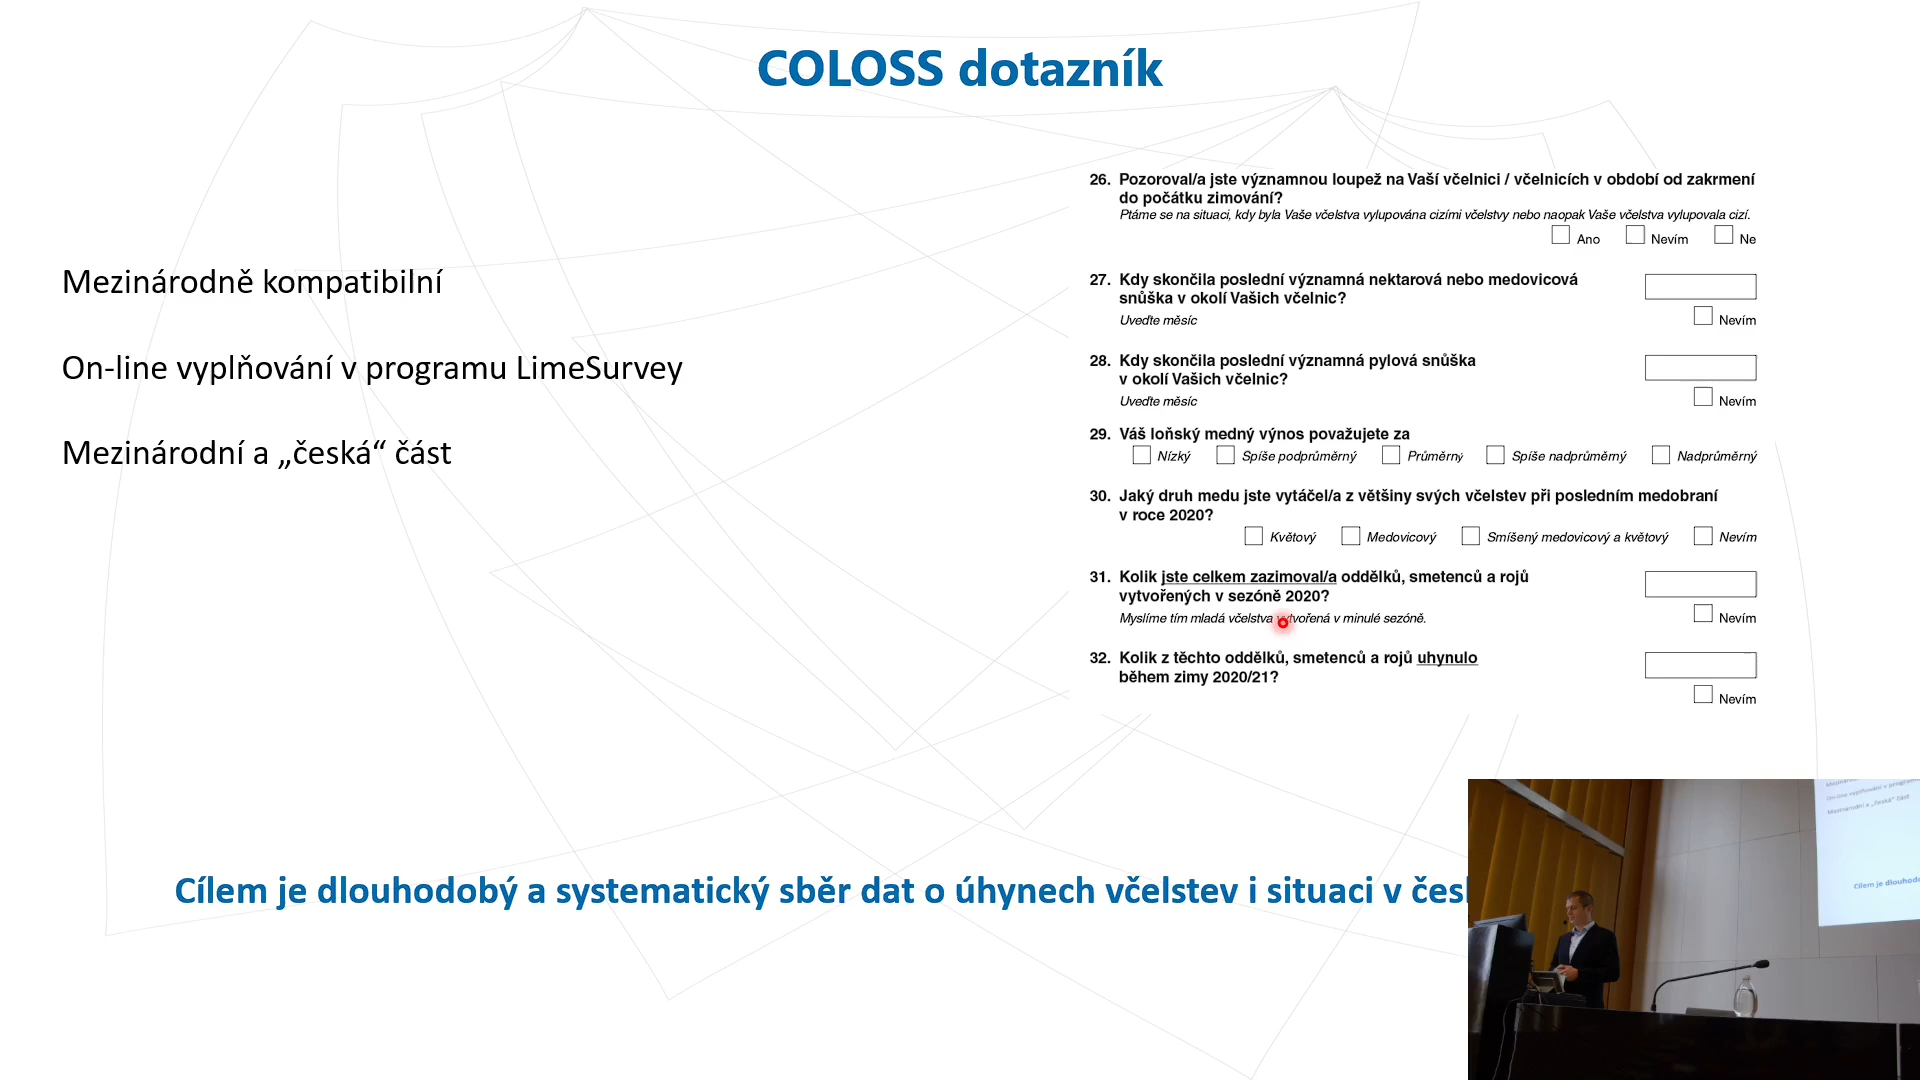 COLOSS dotazník
Mezinárodně kompatibilní
On-line vyplňování v programu LimeSurvey
Mezinárodní a „česká“ část
26. Pozoroval/a jste významnou loupež na Vaší včelnici / včelnicích v období od zakrmení
do počátku zimování?
Ptáme se na situaci, kdy byla Vaše včelstva vylupována cizími včelstvy nebo naopak Vaše včelstva vylupovala cizí.
Ano Nevím Ne
27. Kdy skončila poslední významná nektarová nebo medovicová
snůška v okolí Vašich včelnic?
Uveďte měsíc
Nevím
28. Kdy skončila poslední významná pylová snůška
v okolí Vašich včelnic?
Uveďte měsíc
Nevím
29. Váš loňský medný výnos považujete za
Nízký Spíše podprůměrný Průměrný Spíše nadprůměrný Nadprůměrný
30. Jaký druh medu jste vytáčel/a z většiny svých včelstev při posledním medobraní
v roce 2020?
Květový Medovicový Smíšený medovicový a květový Nevím
31. Kolik jste celkem zazimoval/a oddělků, smetenců a rojů
vytvořených v sezóně 2020?
Myslíme tím mladá včelstva vytvořená v minulé sezóně.
Nevím
32. Kolik z těchto oddělků, smetenců a rojů uhynulo
během zimy 2020/21?
Nevím
Cílem je dlouhodobý a systematický sběr dat o úhynech včelstev i situaci v čes
Mezinárodní a „česká“ část
Cílem je dlouhodo